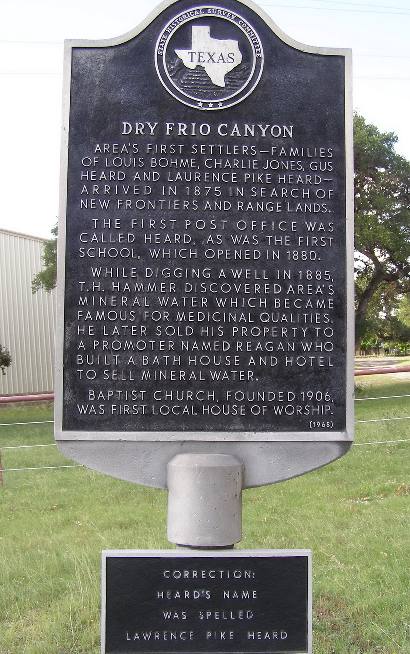 STATE HISTORICAL SURVEY COMMITTEE
TEXAS
DRY FRIO CANYON
AREA'S FIRST SETTLERS—FAMILIES
OF LOUIS BOHME, CHARLIE JONES, GUS
HEARD AND LAURENCE PIKE HEARD—
ARRIVED IN 1875 IN SEARCH OF
NEW FRONTIERS AND RANGE LANDS.
THE FIRST POST OFFICE WAS
CALLED HEARD, AS WAS THE FIRST
SCHOOL, WHICH OPENED IN 1880.
WHILE DIGGING A WELL IN 1885,
T.H. HAMMER DISCOVERED AREA'S
MINERAL WATER WHICH BECAME
FAMOUS FOR MEDICINAL QUALITIES.
HE LATER SOLD HIS PROPERTY TO
A PROMOTER NAMED REAGAN WHO
BUILT A BATH HOUSE AND HOTEL
TO SELL MINERAL WATER.
BAPTIST CHURCH, FOUNDED 1906,
WAS FIRST LOCAL HOUSE OF WORSHIP.
(1968)
CORRECTION:
HEARD'S NAME
WAS SPELLED
LAWRENCE PIKE HEARD